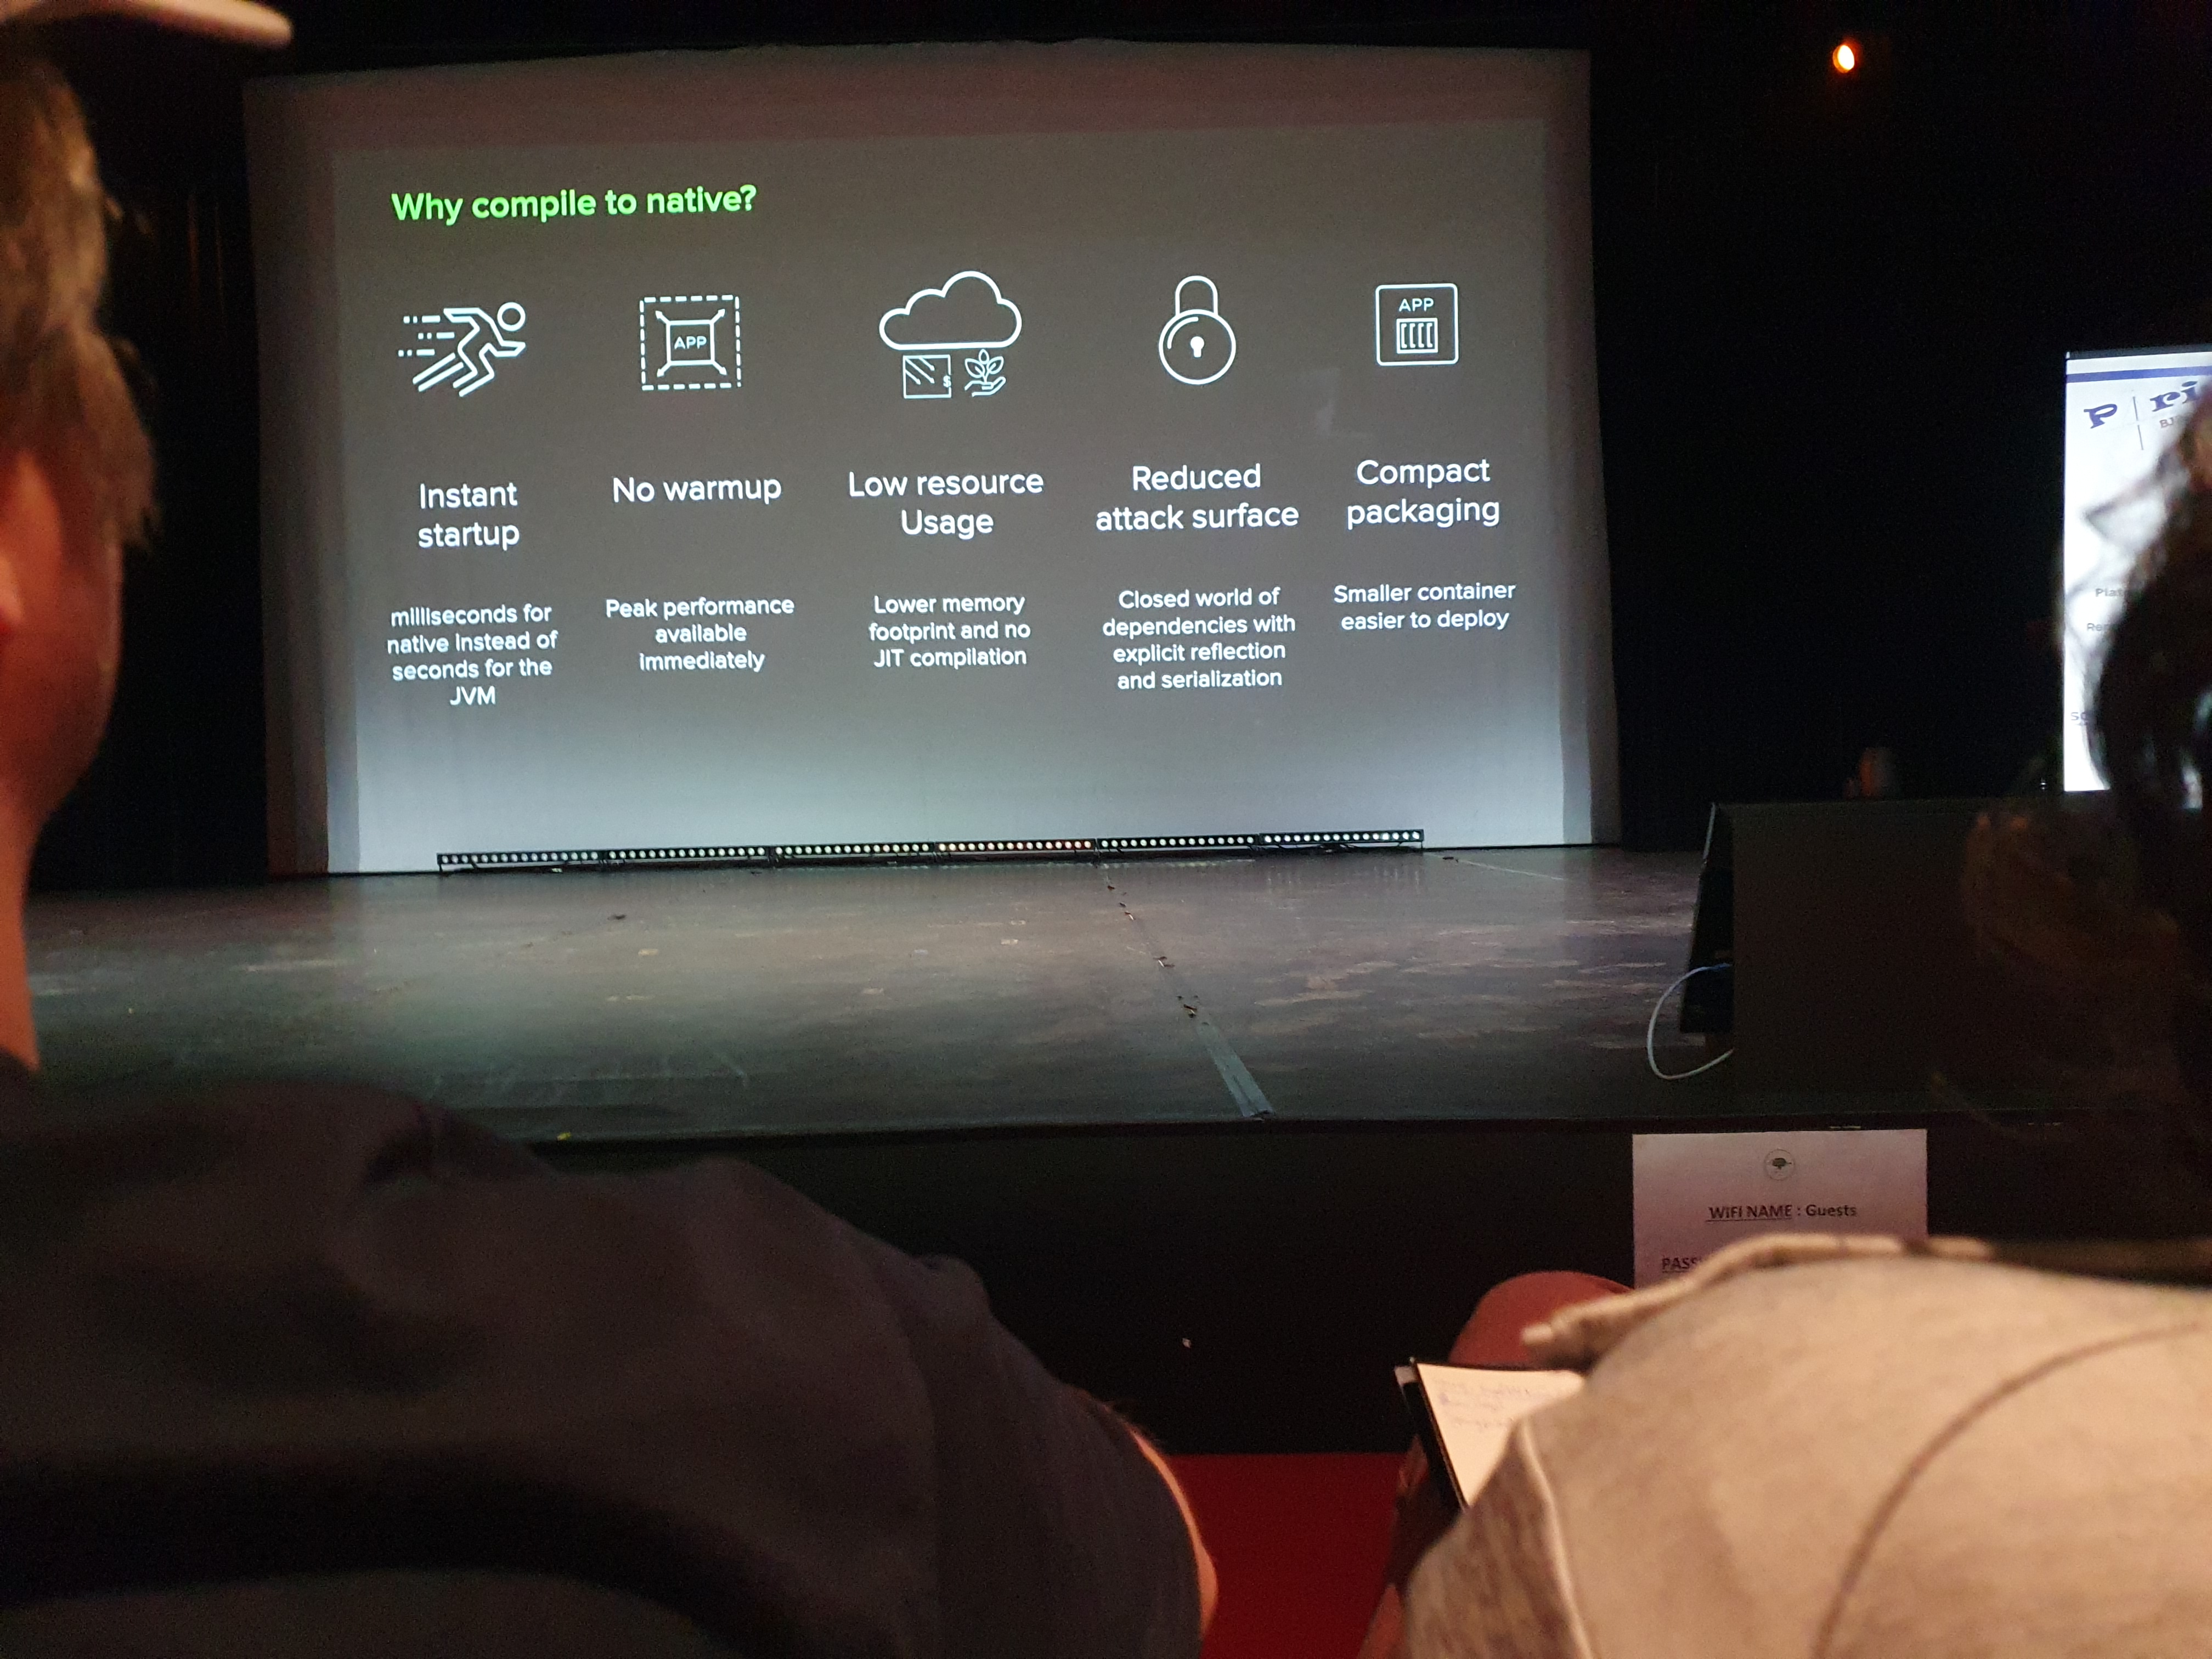 Why compile to native?
APP
APP
$
Instant
startup
No warmup
Low resource
Usage
Reduced
attack surface
Compact
packaging
milliseconds for
native instead of
seconds for the
JVM
Peak performance
available
immediately
Lower memory
footprint and no
JIT compilation
Closed world of
dependencies with
explicit reflection
and serialization
Smaller container
easier to deploy
WIFI NAME : Guests